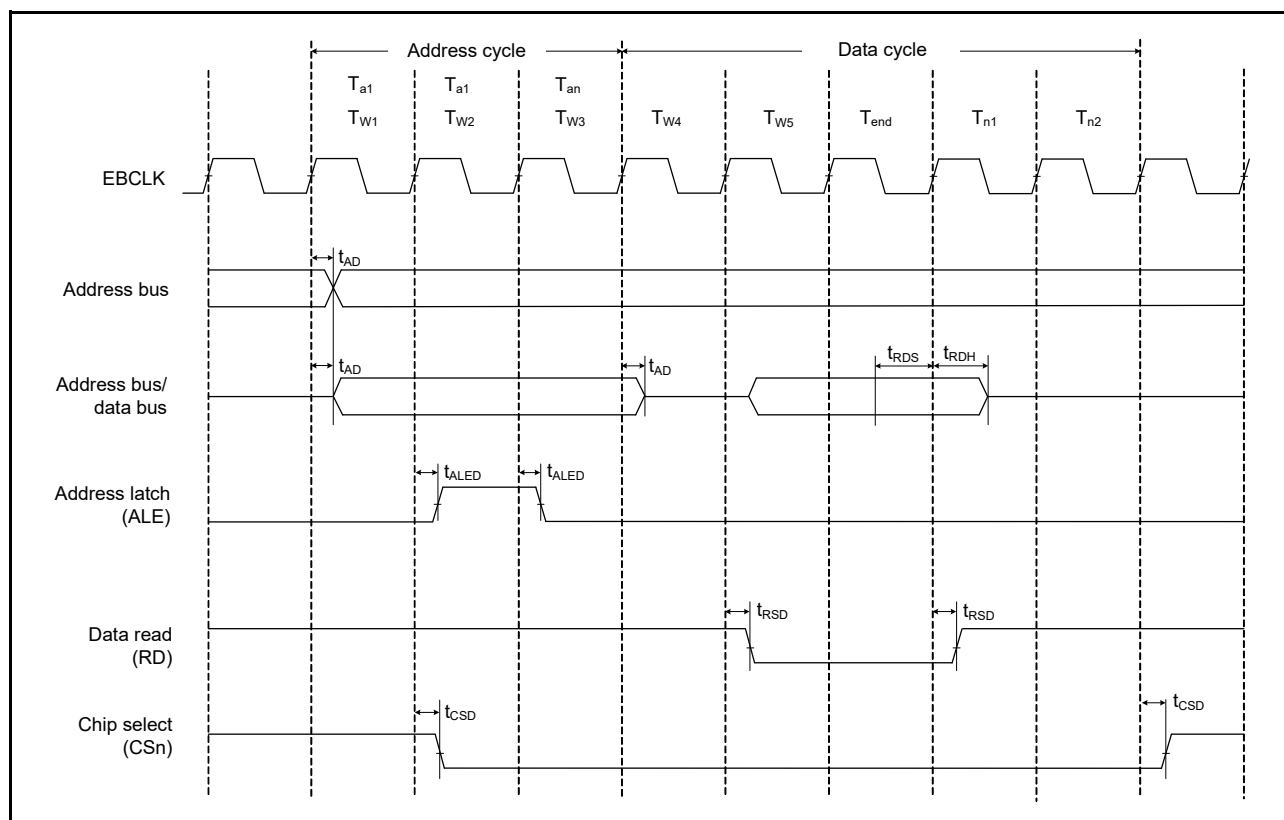 Address cycle Data cycle
Ta1 Ta1 Tan
TW1 TW2 TW3 TW4 TW5 Tend Tn1 Tn2
EBCLK
tAD
Address bus
tAD tAD tRDS tRDH
Address bus/
data bus
tALED tALED
Address latch
(ALE)
tRSD tRSD
Data read
(RD)
tCSD tCSD
Chip select
(CSn)